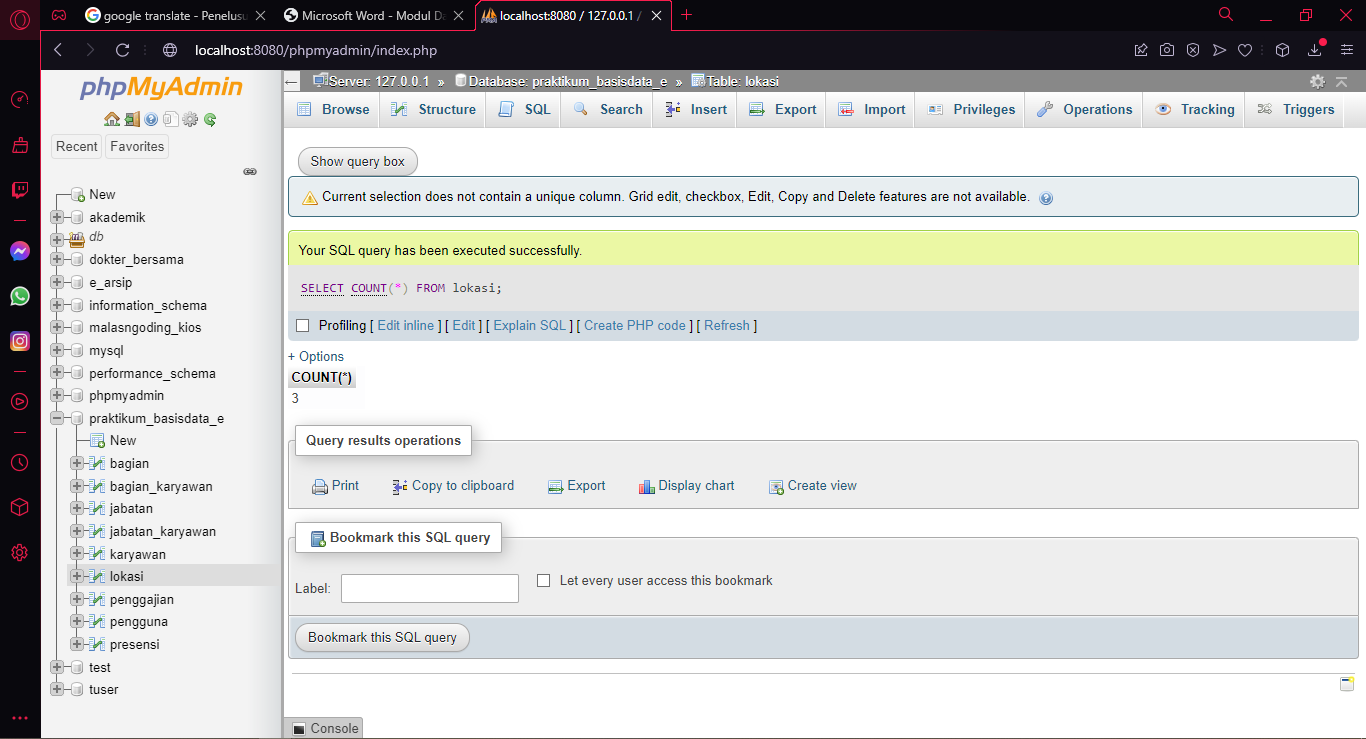 google translate - Penelusu
Microsoft Word - Modul Da
localhost:8080 / 127.0.0.1 /
localhost:8080/phpmyadmin/index.php
phpMyAdmin
Recent
Favorites
New
akademik
db
dokter_bersama
e_arsip
information_schema
malasngoding_kios
mysql
performance_schema
phpmyadmin
praktikum_basisdata_e
New
bagian
bagian_karyawan
jabatan
jabatan_karyawan
karyawan
lokasi
penggajian
pengguna
presensi
test
tuser
Server: 127.0.0.1 » Database: praktikum_basisdata_e » Table: lokasi
Browse Structure SQL Search Insert Export Import Privileges Operations Tracking Triggers
Show query box
Current selection does not contain a unique column. Grid edit, checkbox, Edit, Copy and Delete features are not available.
Your SQL query has been executed successfully.
SELECT COUNT(*) FROM lokasi;
Profiling [ Edit inline ] [ Edit ] [ Explain SQL ] [ Create PHP code ] [ Refresh ]
+ Options
COUNT(*)
3
Query results operations
Print Copy to clipboard Export Display chart Create view
Bookmark this SQL query
Label:
Let every user access this bookmark
Bookmark this SQL query
Console